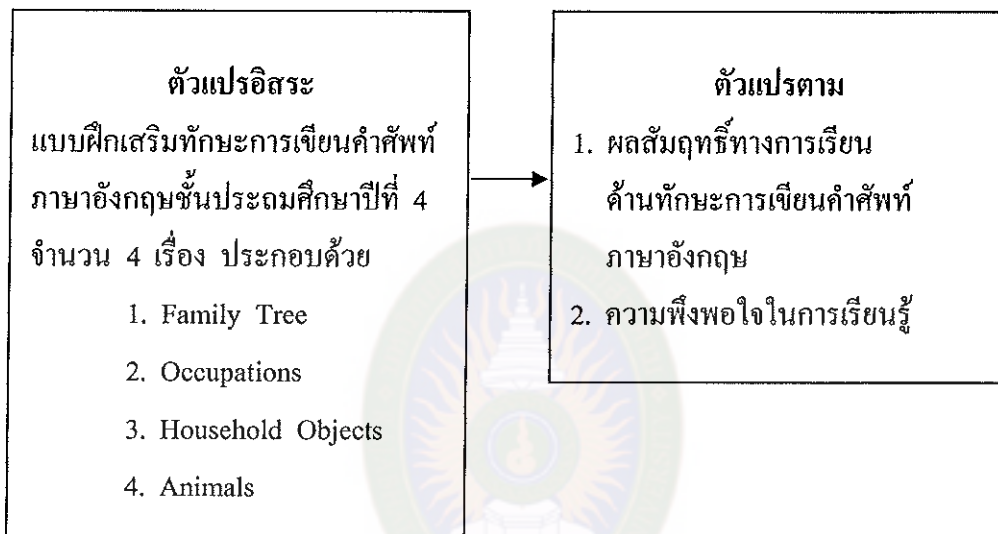 ตัวแปรอิสระ
แบบฝึกเสริมทักษะการเขียนคำศัพท์
ภาษาอังกฤษชั้นประถมศึกษาปีที่ 4
จำนวน 4 เรื่อง ประกอบด้วย
1. Family Tree
2. Occupations
3. Household Objects
4. Animals
ตัวแปรตาม
1. ผลสัมฤทธิ์ทางการเรียน
ด้านทักษะการเขียนคำศัพท์
ภาษาอังกฤษ
2. ความพึงพอใจในการเรียนรู้